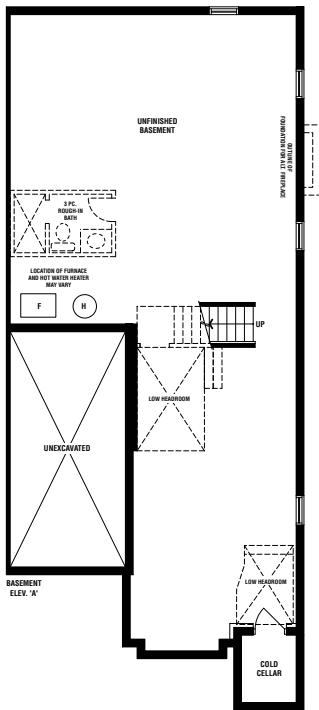 UNFINISHED
BASEMENT
OUTLINE OF
FOUNDATION FOR ALT. FIREPLACE
3 PC.
ROUGH-IN
BATH
LOCATION OF FURNACE
AND HOT WATER HEATER
MAY VARY
F
H
UP
LOW HEADROOM
UNEXCAVATED
LOW HEADROOM
BASEMENT
ELEV. 'A'
COLD
CELLAR